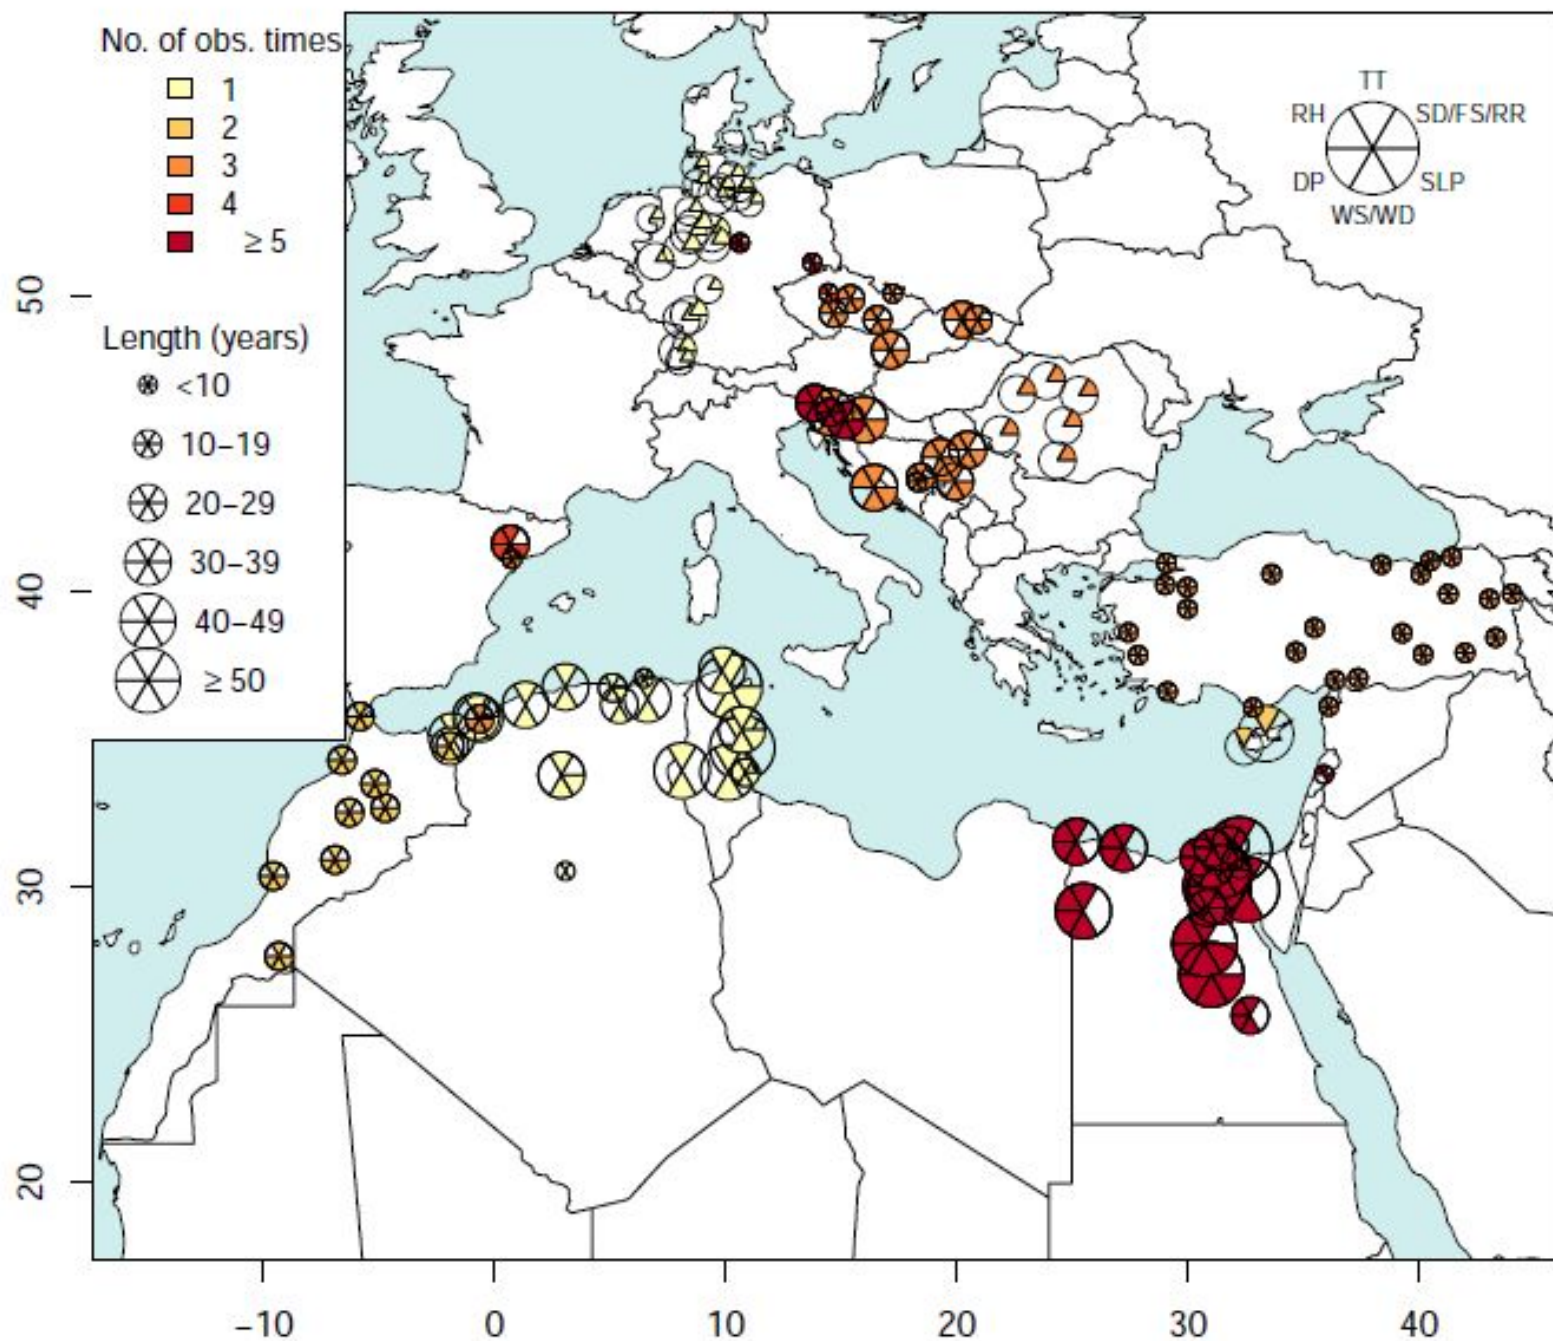 No. of obs. times
1
2
3
4
≥ 5
Length (years)
<10
10–19
20–29
30–39
40–49
≥ 50
TT
RH SD/FS/RR
DP SLP
WS/WD
50
40
30
20
−10 0 10 20 30 40